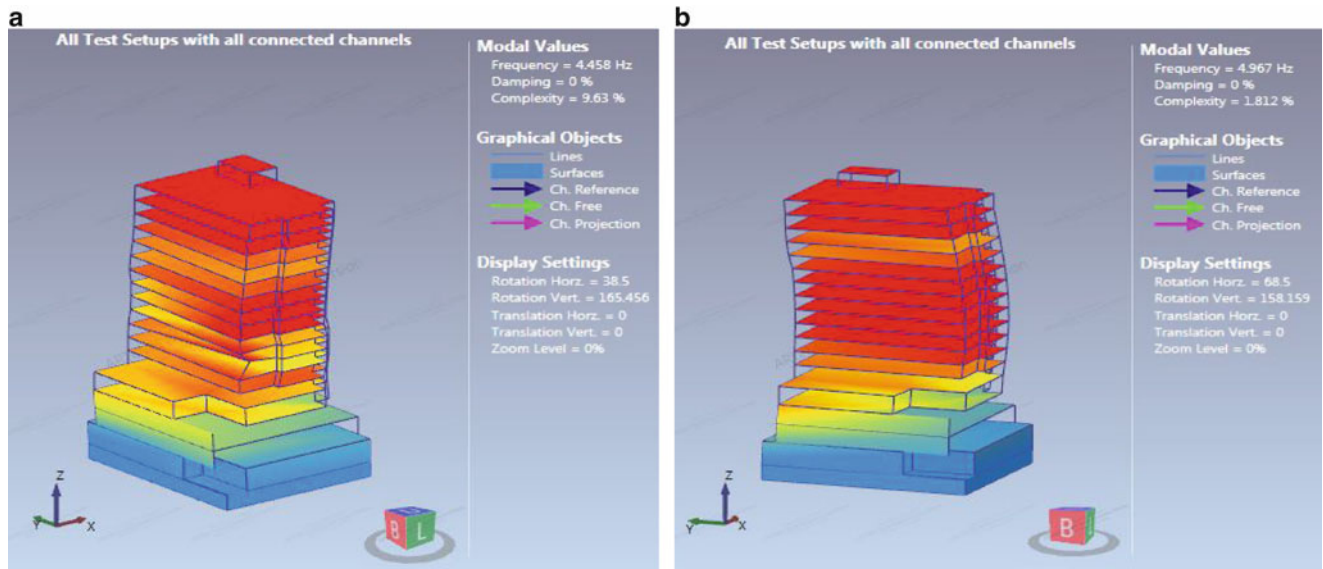 a
All Test Setups with all connected channels
Modal Values
Frequency = 4.458 Hz
Damping = 0 %
Complexity = 9.63 %
Graphical Objects
Lines
Surfaces
Ch. Reference
Ch. Free
Ch. Projection
Display Settings
Rotation Horz. = 38.5
Rotation Vert. = 165.456
Translation Horz. = 0
Translation Vert. = 0
Zoom Level = 0%
Z
Y
X
B
L
b
All Test Setups with all connected channels
Modal Values
Frequency = 4.967 Hz
Damping = 0 %
Complexity = 1.812 %
Graphical Objects
Lines
Surfaces
Ch. Reference
Ch. Free
Ch. Projection
Display Settings
Rotation Horz. = 68.5
Rotation Vert. = 158.159
Translation Horz. = 0
Translation Vert. = 0
Zoom Level = 0%
Z
Y
X
B